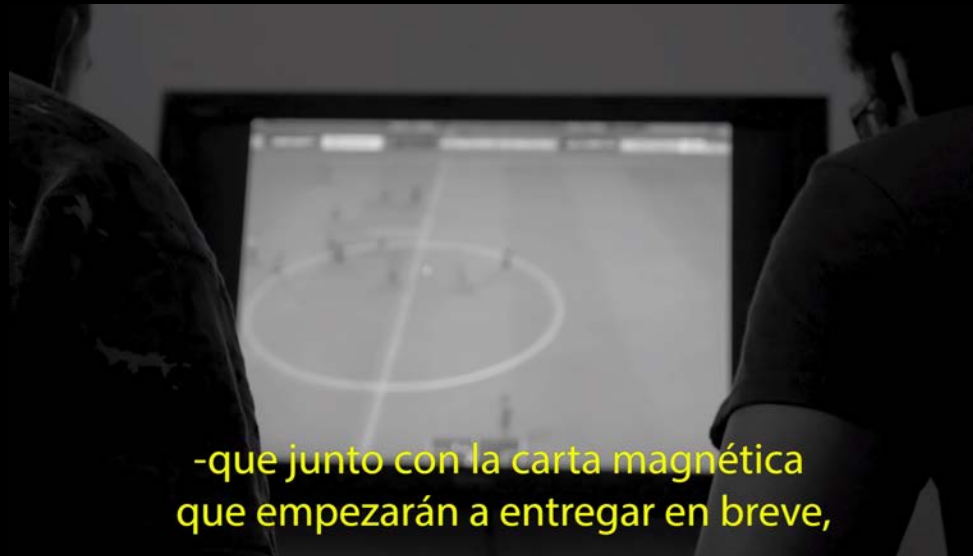 -que junto con la carta magnética
que empezarán a entregar en breve,